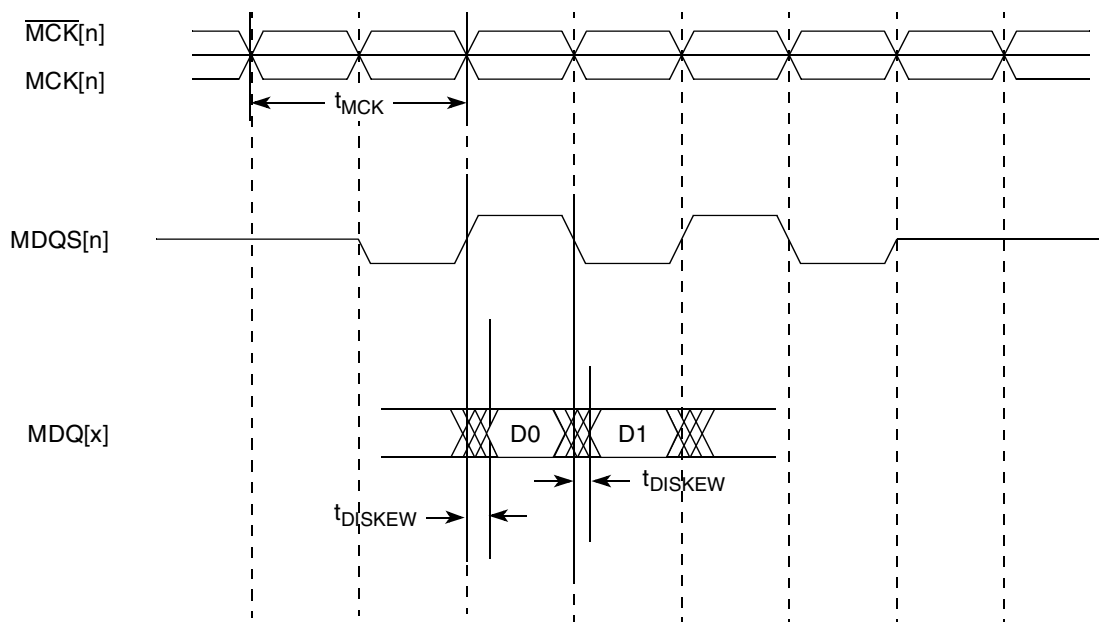 MCK[n]
MCK[n]
tMCK
MDQS[n]
MDQ[x]
D0
D1
tDISKEW
tDISKEW